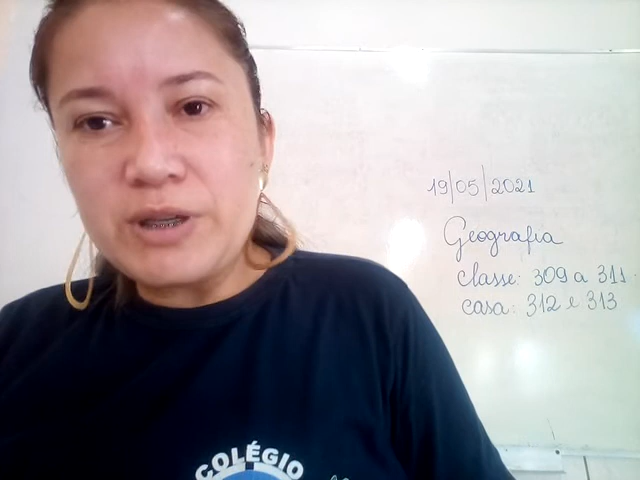 19/05/2021
Geografia
classe: 309 a 311.
casa: 312 e 313
COLÉGIO